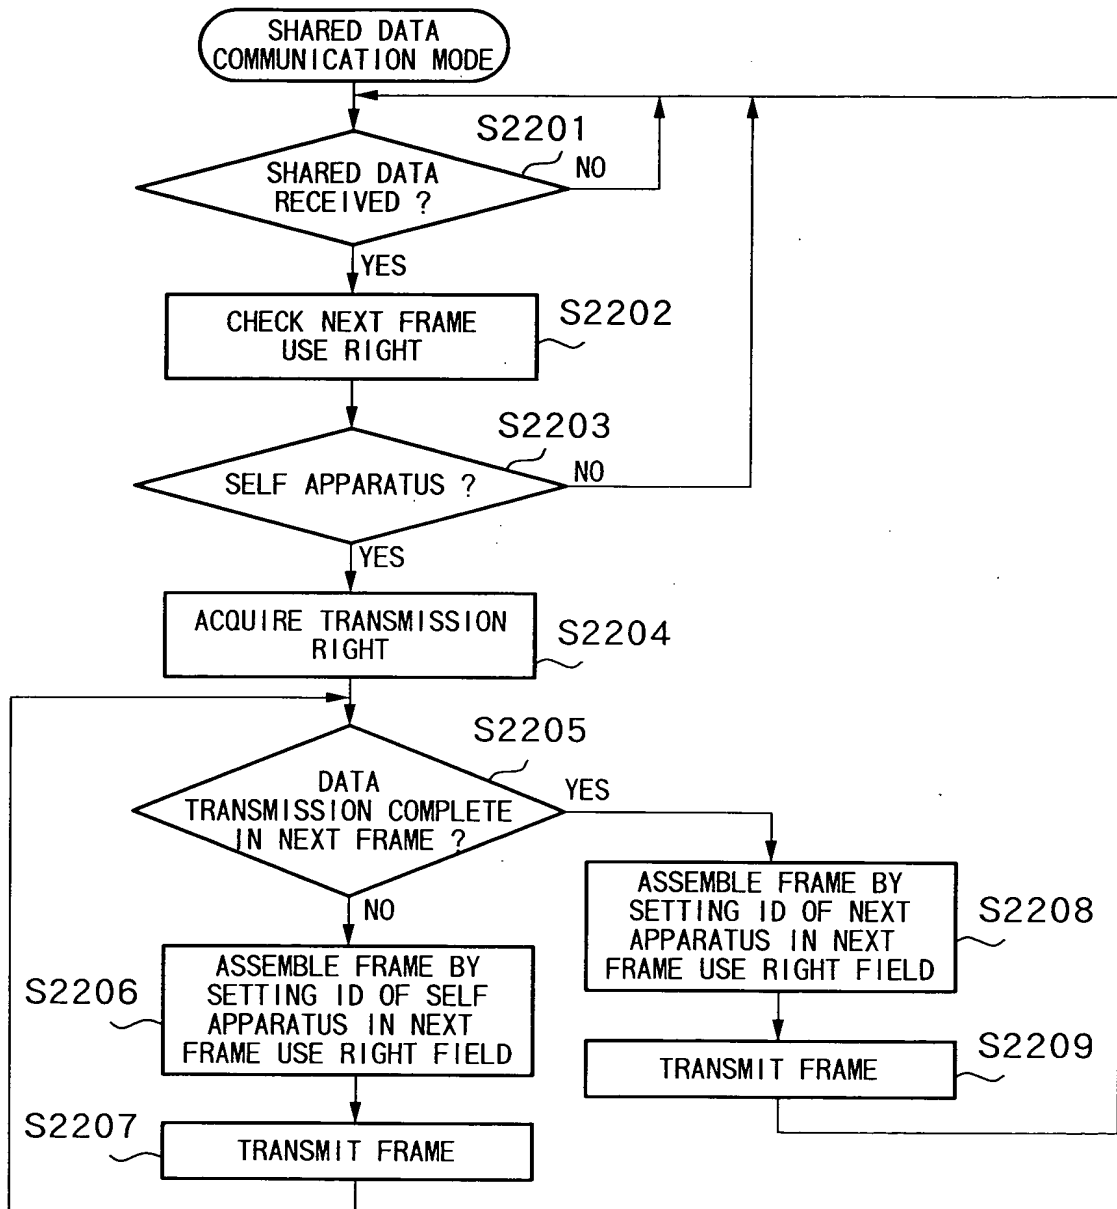 SHARED DATA
COMMUNICATION MODE
S2201
SHARED DATA
RECEIVED ?
NO
YES
CHECK NEXT FRAME
USE RIGHT
S2202
S2203
SELF APPARATUS ?
NO
YES
ACQUIRE TRANSMISSION
RIGHT
S2204
S2205
DATA
TRANSMISSION COMPLETE
IN NEXT FRAME ?
YES
NO
S2206
ASSEMBLE FRAME BY
SETTING ID OF SELF
APPARATUS IN NEXT
FRAME USE RIGHT FIELD
S2207
TRANSMIT FRAME
ASSEMBLE FRAME BY
SETTING ID OF NEXT
APPARATUS IN NEXT
FRAME USE RIGHT FIELD
S2208
TRANSMIT FRAME
S2209